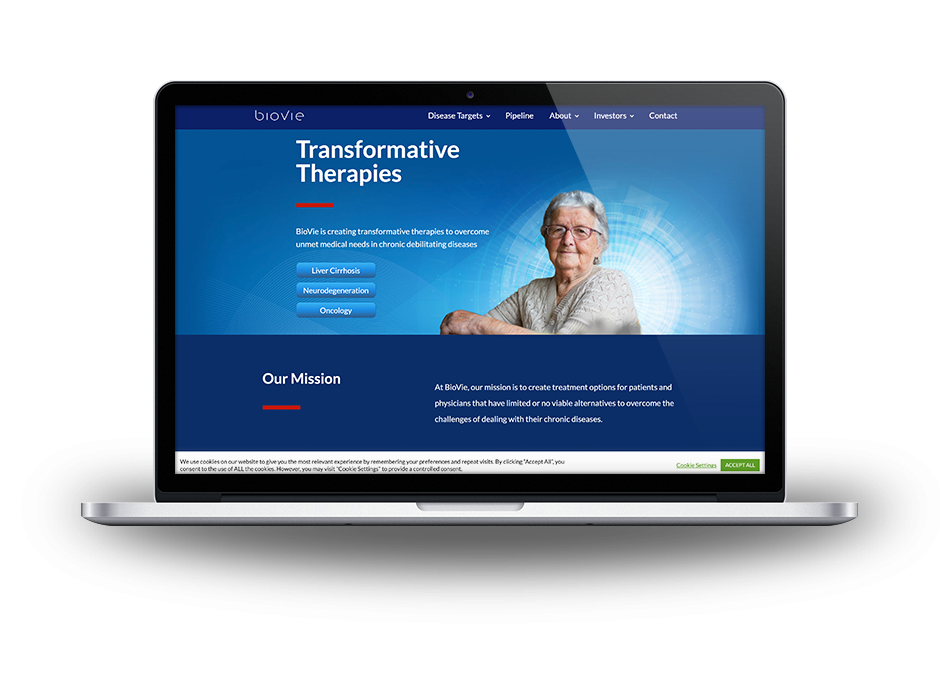 biovie
Disease Targets
Pipeline
About
Investors
Contact
Transformative
Therapies
BioVie is creating transformative therapies to overcome
unmet medical needs in chronic debilitating diseases
Liver Cirrhosis
Neurodegeneration
Oncology
Our Mission
At BioVie, our mission is to create treatment options for patients and
physicians that have limited or no viable alternatives to overcome the
challenges of dealing with their chronic diseases.
We use cookies on our website to give you the most relevant experience by remembering your preferences and repeat visits. By clicking "Accept All", you
consent to the use of ALL the cookies. However, you may visit "Cookie Settings" to provide a controlled consent.
Cookie Settings
ACCEPT ALL